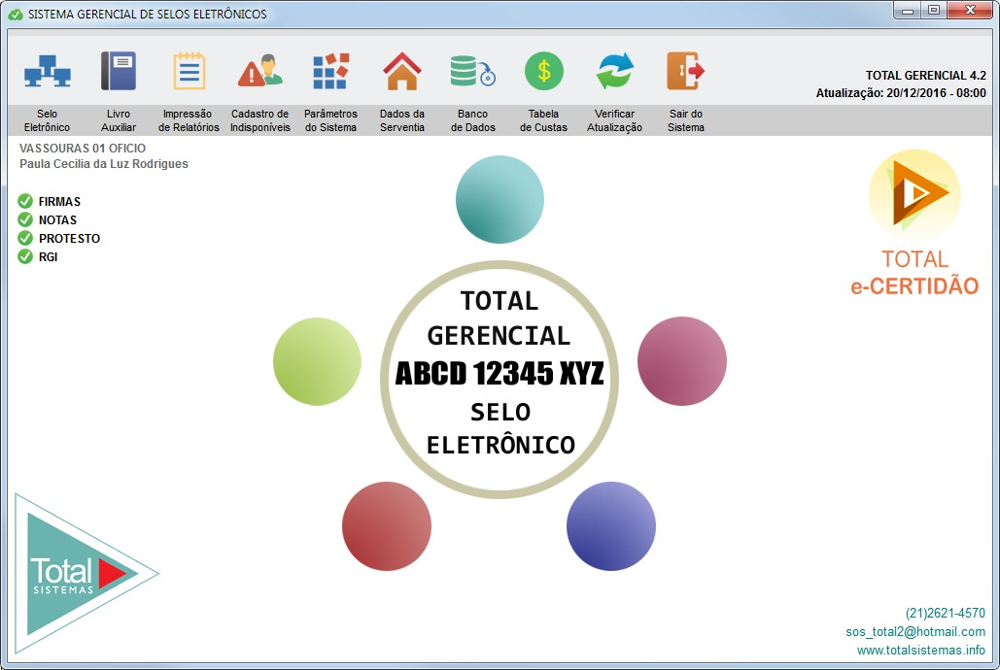 SISTEMA GERENCIAL DE SELOS ELETRÔNICOS
TOTAL GERENCIAL 4.2
Atualização: 20/12/2016 - 08:00
Selo
Eletrônico
Livro
Auxiliar
Impressão
de Relatórios
Cadastro de
Indisponíveis
Parâmetros
do Sistema
Dados da
Serventia
Banco
de Dados
Tabela
de Custas
Verificar
Atualização
Sair do
Sistema
VASSOURAS 01 OFICIO
Paula Cecilia da Luz Rodrigues
FIRMAS
NOTAS
PROTESTO
RGI
TOTAL
e-CERTIDÃO
TOTAL
GERENCIAL
ABCD 12345 XYZ
SELO
ELETRÔNICO
Total
SISTEMAS
(21)2621-4570
sos_total2@hotmail.com
www.totalsistemas.info